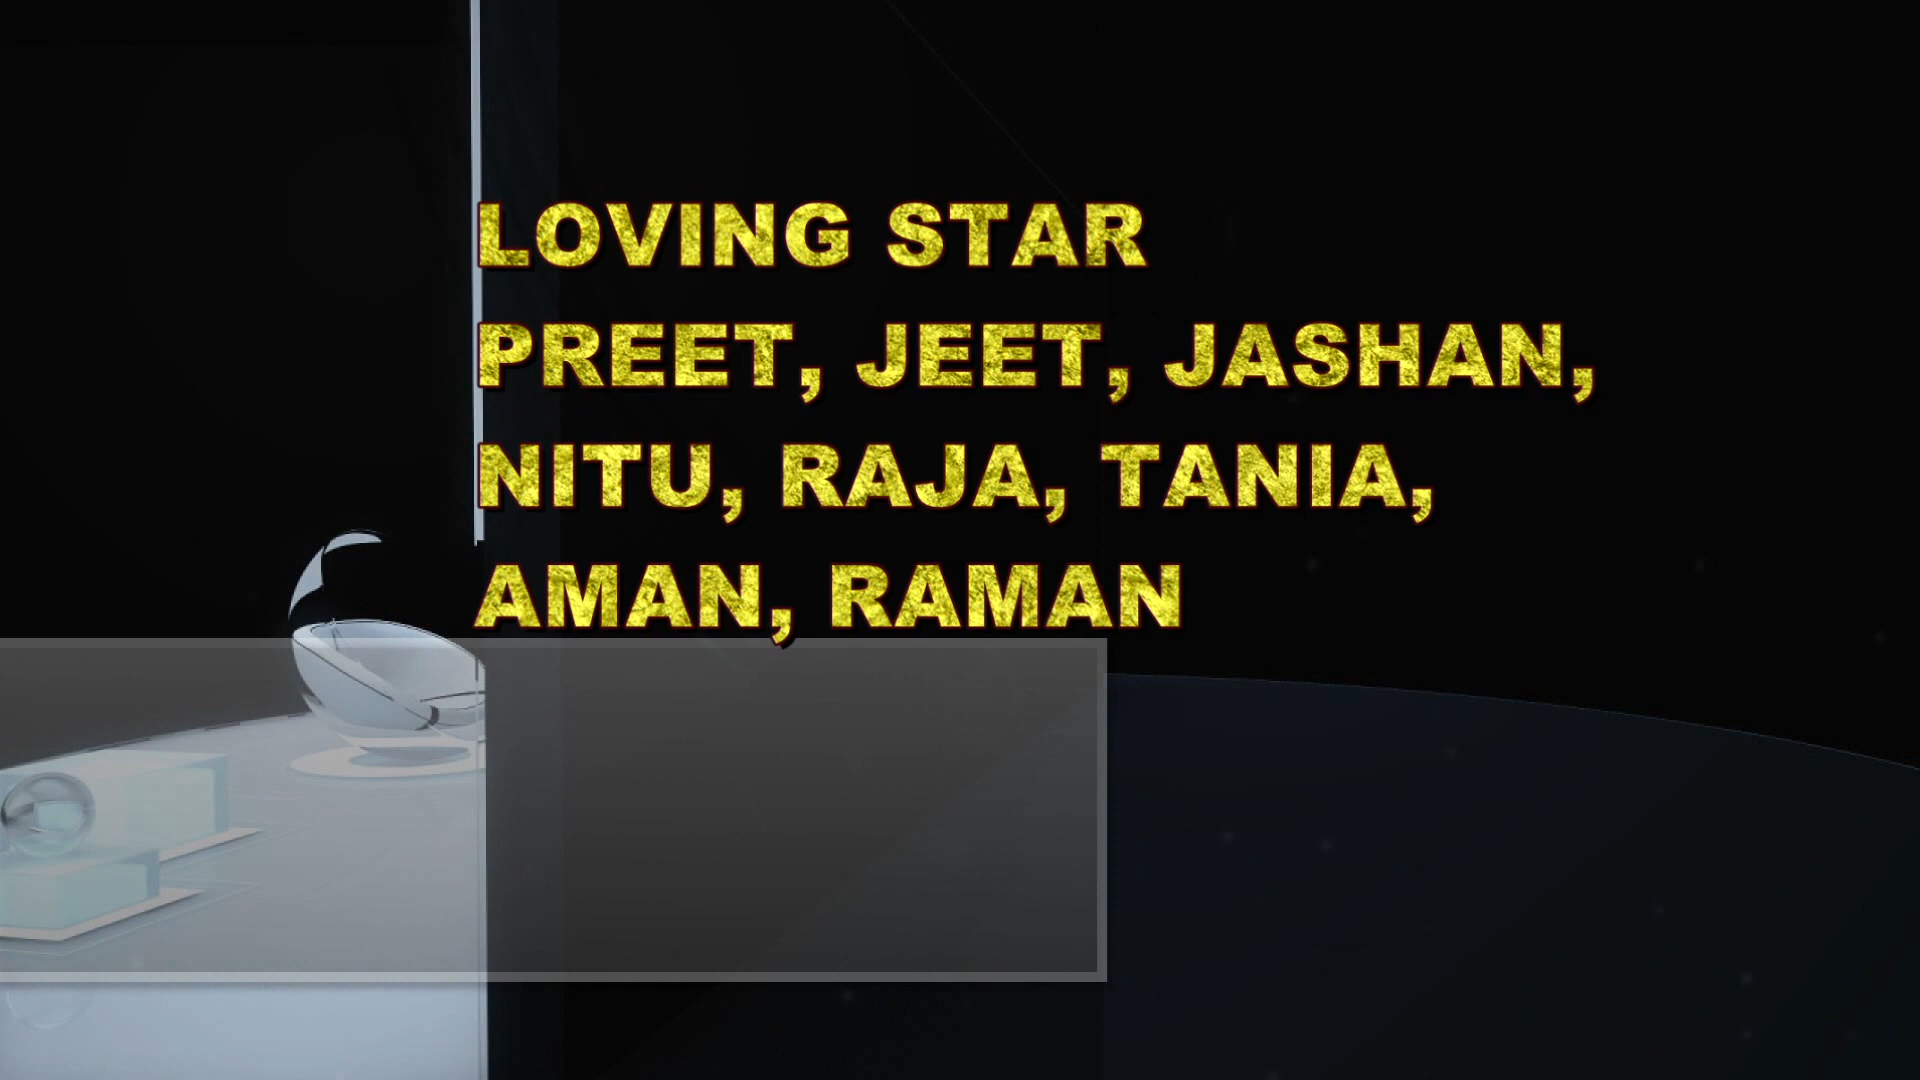 LOVING STAR
PREET, JEET, JASHAN,
NITU, RAJA, TANIA,
AMAN, RAMAN